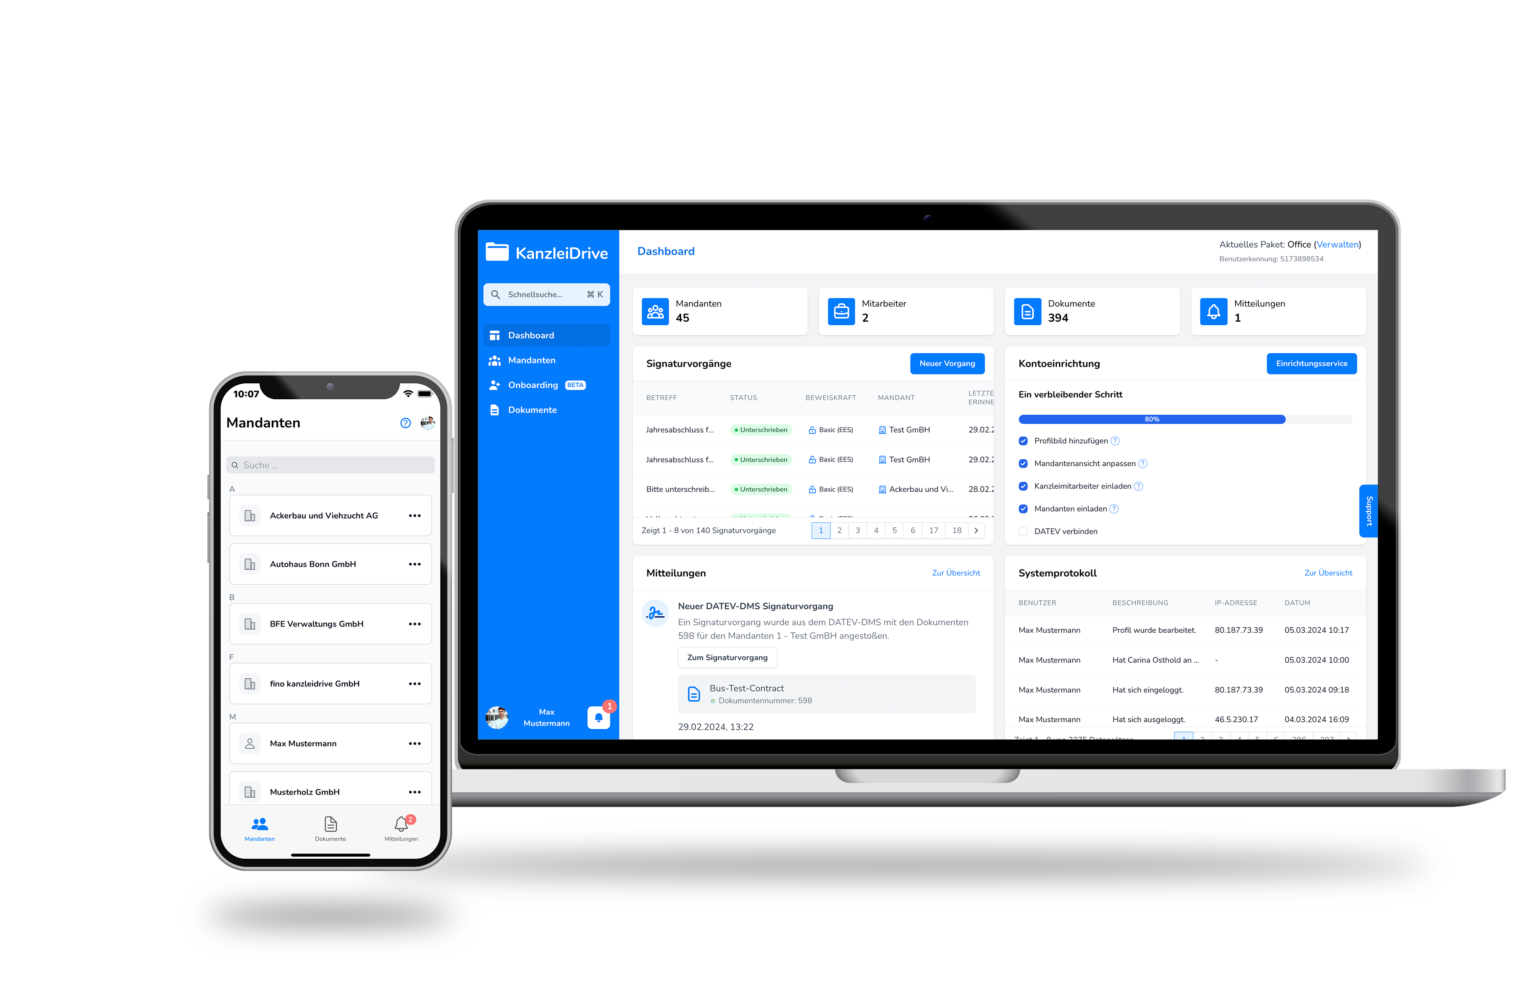 10:07
Mandanten
Suche ...
A
Ackerbau und Viehzucht AG
Autohaus Bonn GmbH
B
BFE Verwaltungs GmbH
F
fino kanzleidrive GmbH
M
Max Mustermann
Musterholz GmbH
2
Mandanten Dokumente Mitteilungen
KanzleiDrive
Schnellsuche... ⌘ K
Dashboard
Mandanten
Onboarding BETA
Dokumente
Max
Mustermann
1
Dashboard
Aktuelles Paket: Office (Verwalten)
Benutzerkennung: 5173898534
Mandanten
45
Mitarbeiter
2
Dokumente
394
Mitteilungen
1
Signaturvorgänge Neuer Vorgang
BETREFF STATUS BEWEISKRAFT MANDANT LETZTE
ERINNE
Jahresabschluss f... Unterschrieben Basic (EES) Test GmBH 29.02.2
Jahresabschluss f... Unterschrieben Basic (EES) Test GmBH 29.02.2
Bitte unterschreib... Unterschrieben Basic (EES) Ackerbau und Vi... 28.02.2
Zeigt 1 - 8 von 140 Signaturvorgänge 1 2 3 4 5 6 17 18
Kontoeinrichtung Einrichtungsservice
Ein verbleibender Schritt
80%
Profilbild hinzufügen ?
Mandantenansicht anpassen ?
Kanzleimitarbeiter einladen ?
Mandanten einladen ?
DATEV verbinden
Support
Mitteilungen Zur Übersicht
Neuer DATEV-DMS Signaturvorgang
Ein Signaturvorgang wurde aus dem DATEV-DMS mit den Dokumenten
598 für den Mandanten 1 - Test GmBH angestoßen.
Zum Signaturvorgang
Bus-Test-Contract
Dokumentennummer: 598
29.02.2024, 13:22
Systemprotokoll Zur Übersicht
BENUTZER BESCHREIBUNG IP-ADRESSE DATUM
Max Mustermann Profil wurde bearbeitet. 80.187.73.39 05.03.2024 10:17
Max Mustermann Hat Carina Osthold an ... - 05.03.2024 10:00
Max Mustermann Hat sich eingeloggt. 80.187.73.39 05.03.2024 09:18
Max Mustermann Hat sich ausgeloggt. 46.5.230.17 04.03.2024 16:09